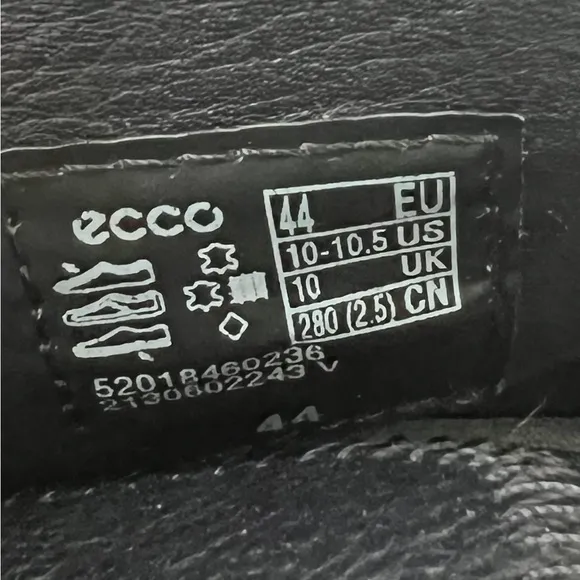 ecco
44 EU
10-10.5 US
10 UK
280 (2.5) CN
52018460236
2130602243 V
44